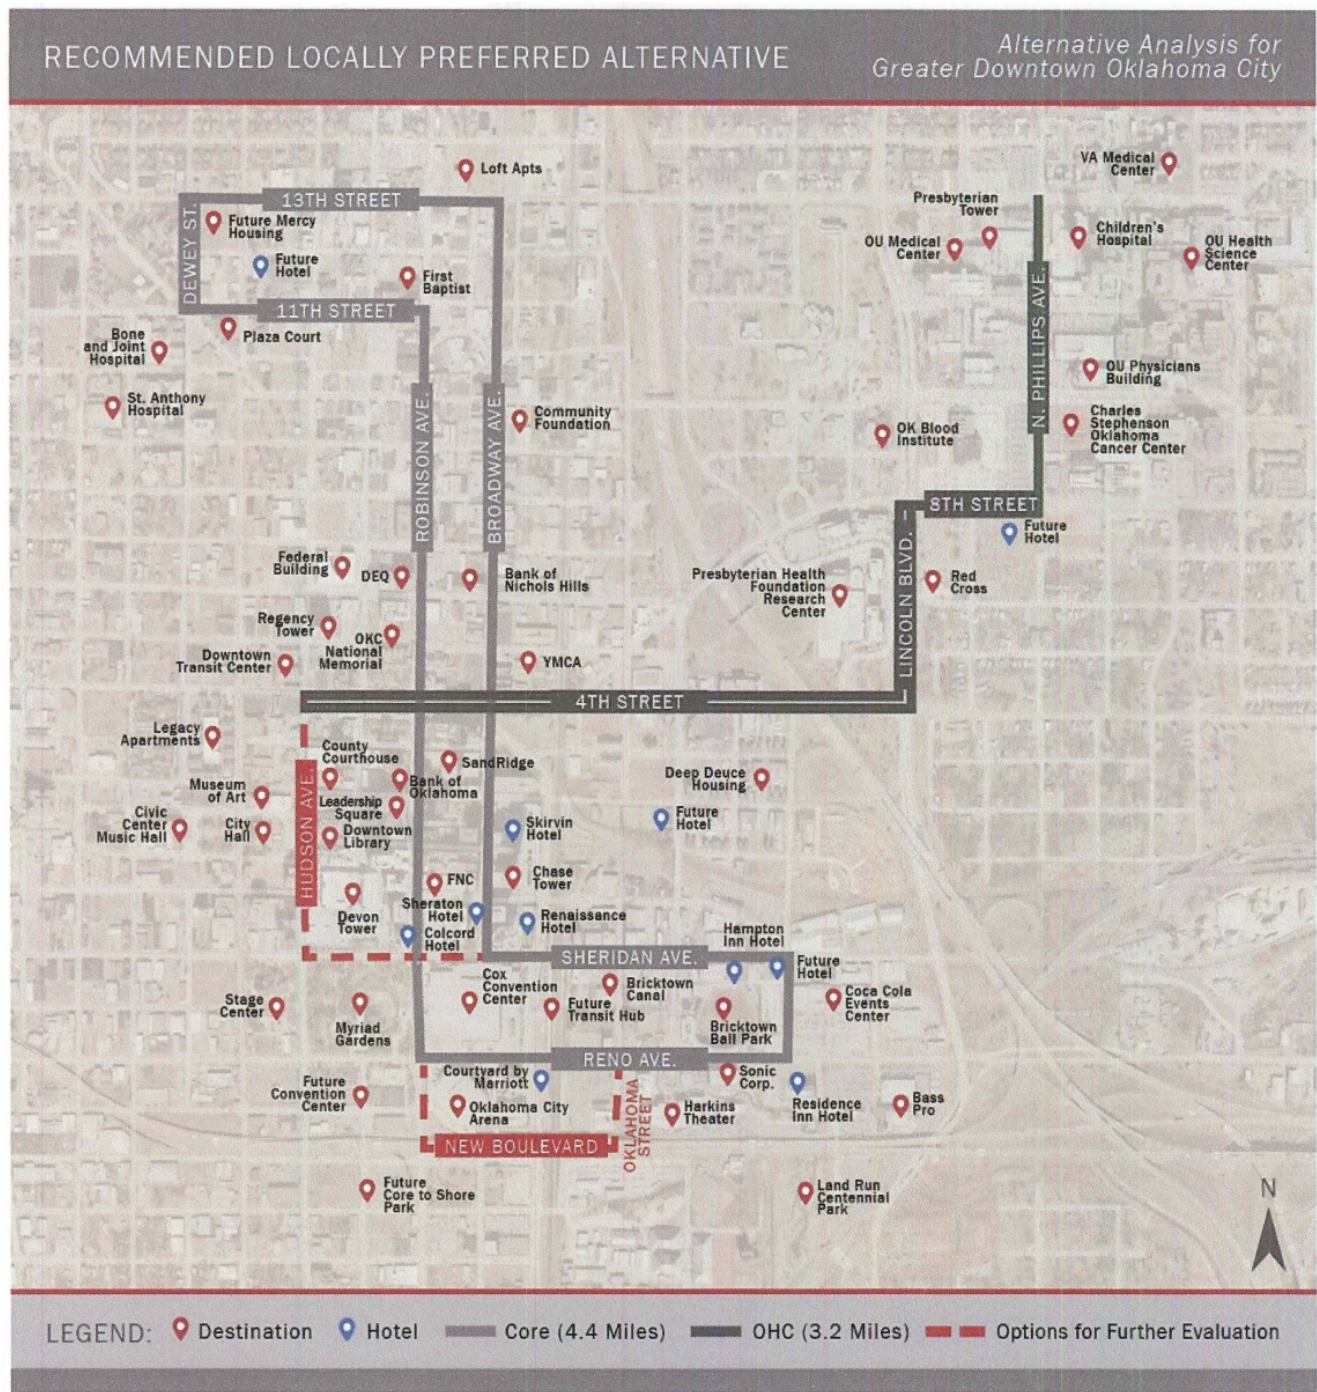 RECOMMENDED LOCALLY PREFERRED ALTERNATIVE
Alternative Analysis for
Greater Downtown Oklahoma City
Loft Apts
VA Medical
Center
13TH STREET
DEWEY ST.
Future Mercy
Housing
Future
Hotel
First
Baptist
11TH STREET
Presbyterian
Tower
OU Medical
Center
Children's
Hospital
OU Health
Science
Center
N. PHILLIPS AVE.
Bone
and Joint
Hospital
Plaza Court
St. Anthony
Hospital
ROBINSON AVE.
BROADWAY AVE.
Community
Foundation
OU Physicians
Building
OK Blood
Institute
Charles
Stephenson
Oklahoma
Cancer Center
8TH STREET
Future
Hotel
LINCOLN BLVD.
Federal
Building
DEQ
Bank of
Nichols Hills
Presbyterian Health
Foundation
Research
Center
Red
Cross
Regency
Tower
OKC
National
Memorial
Downtown
Transit Center
YMCA
4TH STREET
Legacy
Apartments
County
Courthouse
SandRidge
Bank of
Oklahoma
Deep Deuce
Housing
Museum
of Art
HUDSON AVE.
Leadership
Square
Civic
Center
Music Hall
City
Hall
Downtown
Library
Skirvin
Hotel
Future
Hotel
FNC
Chase
Tower
Devon
Tower
Sheraton
Hotel
Colcord
Hotel
Renaissance
Hotel
Hampton
Inn Hotel
SHERIDAN AVE.
Future
Hotel
Cox
Convention
Center
Bricktown
Canal
Stage
Center
Myriad
Gardens
Future
Transit Hub
Bricktown
Ball Park
Coca Cola
Events
Center
RENO AVE.
Courtyard by
Marriott
Sonic
Corp.
Future
Convention
Center
Oklahoma City
Arena
OKLAHOMA
STREET
Harkins
Theater
Residence
Inn Hotel
Bass
Pro
NEW BOULEVARD
Future
Core to Shore
Park
Land Run
Centennial
Park
N
LEGEND:
Destination
Hotel
Core (4.4 Miles)
OHC (3.2 Miles)
Options for Further Evaluation